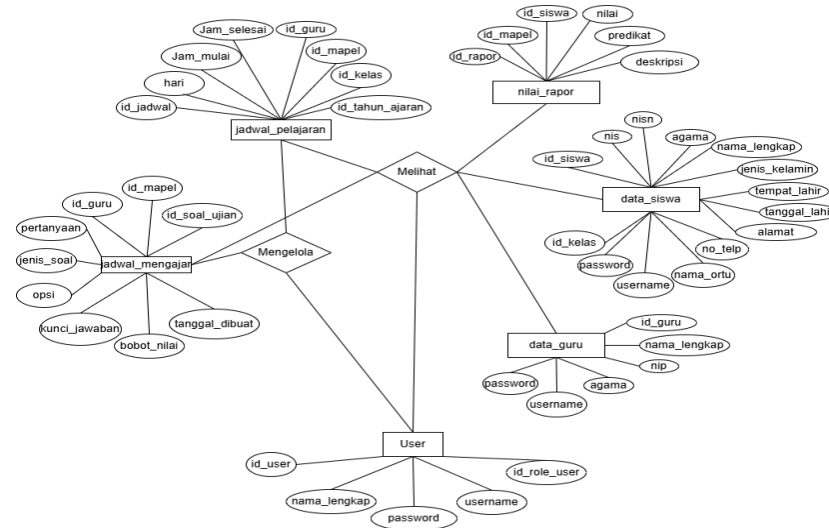 id_siswa
nilai
id_mapel
predikat
id_rapor
deskripsi
nilai_rapor
Jam_selesai
id_guru
Jam_mulai
id_mapel
hari
id_kelas
id_jadwal
id_tahun_ajaran
jadwal_pelajaran
nisn
nis
agama
nama_lengkap
id_siswa
jenis_kelamin
tempat_lahir
data_siswa
tanggal_lahi
alamat
id_kelas
no_telp
password
nama_ortu
username
Melihat
Mengelola
id_mapel
id_guru
id_soal_ujian
pertanyaan
jenis_soal
jadwal_mengajar
opsi
kunci_jawaban
tanggal_dibuat
bobot_nilai
id_guru
data_guru
nama_lengkap
nip
password
agama
username
User
id_user
id_role_user
nama_lengkap
username
password